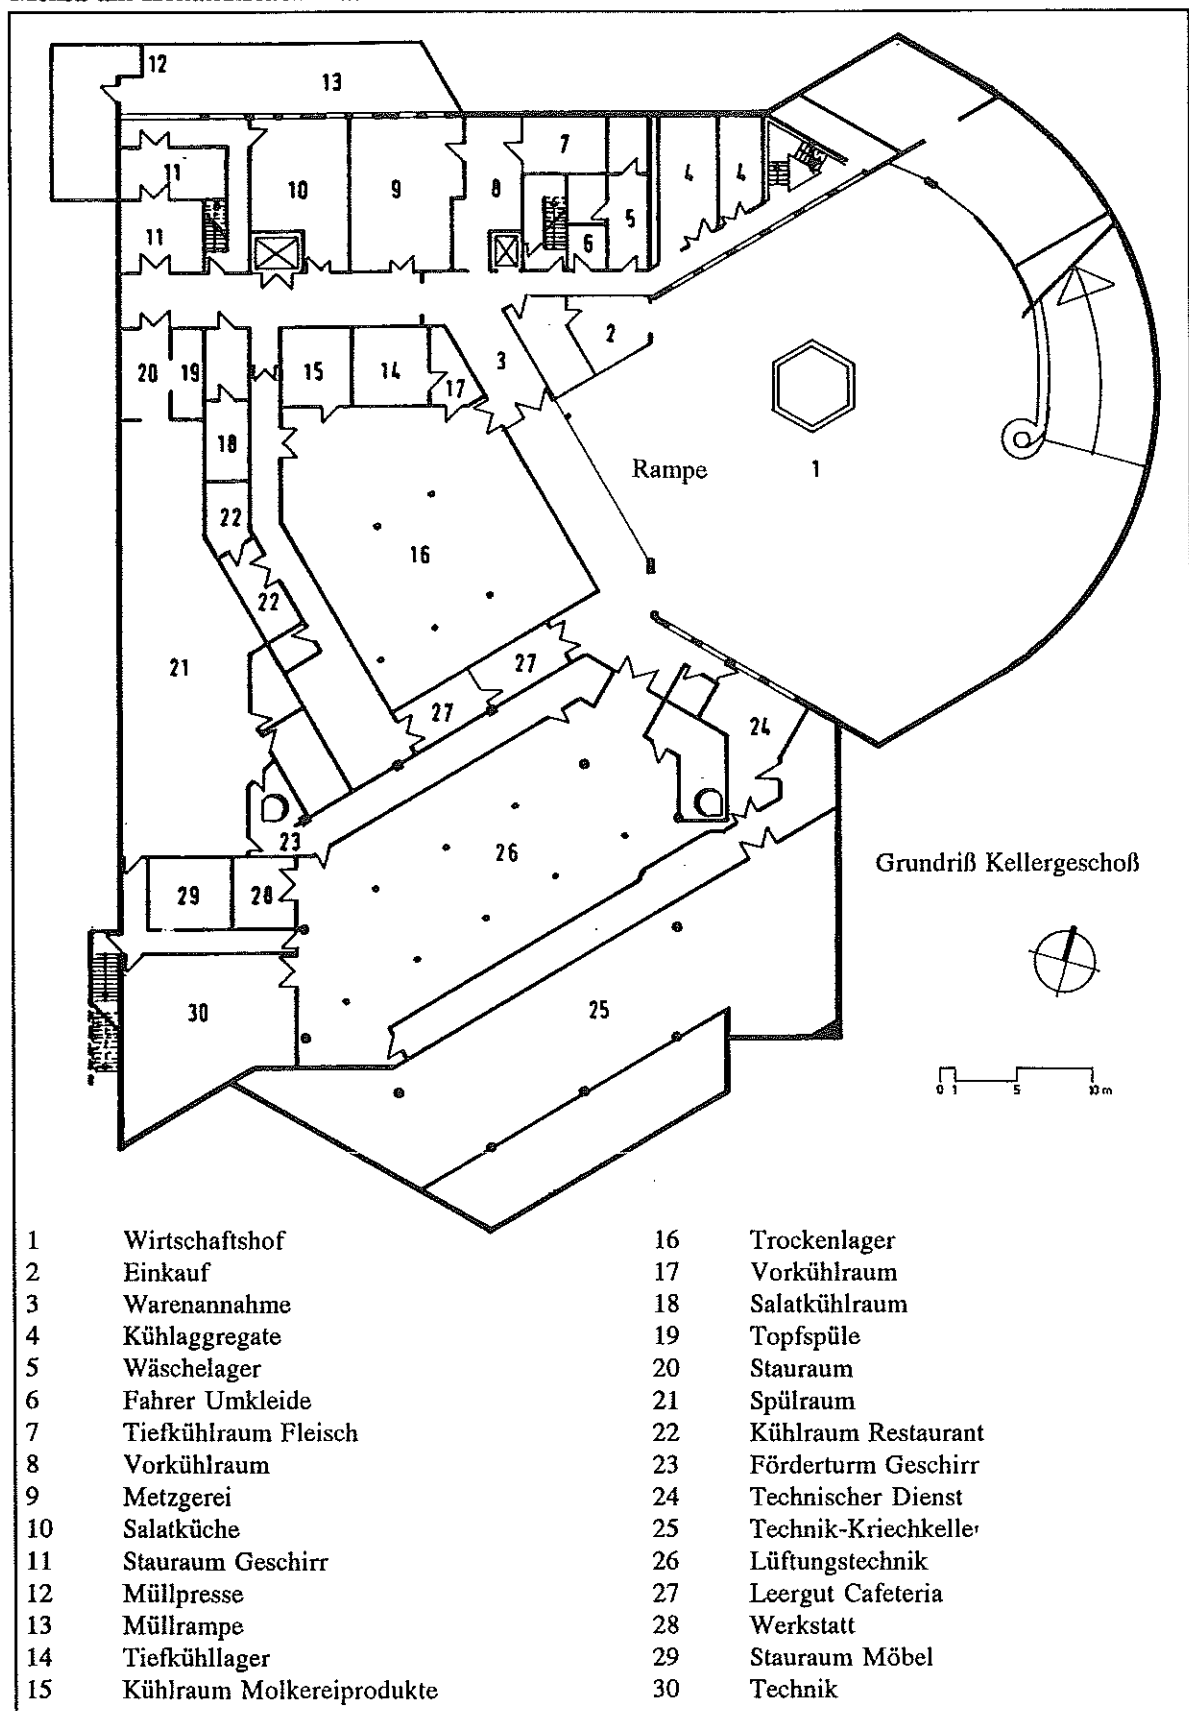 12
13
11
10
9
8
7
4
4
11
6
5
2
3
20
19
15
14
17
18
Rampe
1
22
16
22
21
27
27
24
23
26
29
28
Grundriß Kellergeschoß
30
25
0 1 5 10 m
1 Wirtschaftshof
2 Einkauf
3 Warenannahme
4 Kühlaggregate
5 Wäschelager
6 Fahrer Umkleide
7 Tiefkühlraum Fleisch
8 Vorkühlraum
9 Metzgerei
10 Salatküche
11 Stauraum Geschirr
12 Müllpresse
13 Müllrampe
14 Tiefkühllager
15 Kühlraum Molkereiprodukte
16 Trockenlager
17 Vorkühlraum
18 Salatkühlraum
19 Topfspüle
20 Stauraum
21 Spülraum
22 Kühlraum Restaurant
23 Förderturm Geschirr
24 Technischer Dienst
25 Technik-Kriechkeller
26 Lüftungstechnik
27 Leergut Cafeteria
28 Werkstatt
29 Stauraum Möbel
30 Technik